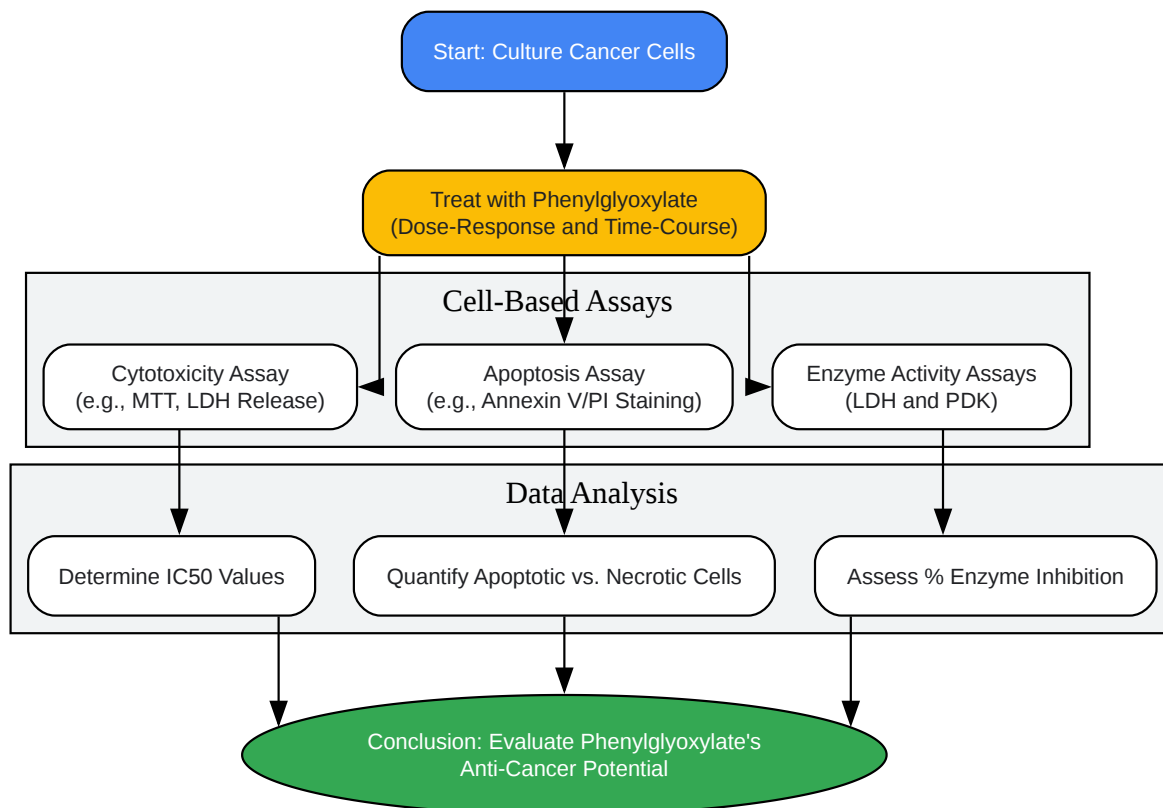 Start: Culture Cancer Cells
Treat with Phenylglyoxylate
(Dose-Response and Time-Course)
Cell-Based Assays
Cytotoxicity Assay
(e.g., MTT, LDH Release)
Apoptosis Assay
(e.g., Annexin V/PI Staining)
Enzyme Activity Assays
(LDH and PDK)
Data Analysis
Determine IC50 Values
Quantify Apoptotic vs. Necrotic Cells
Assess % Enzyme Inhibition
Conclusion: Evaluate Phenylglyoxylate's
Anti-Cancer Potential